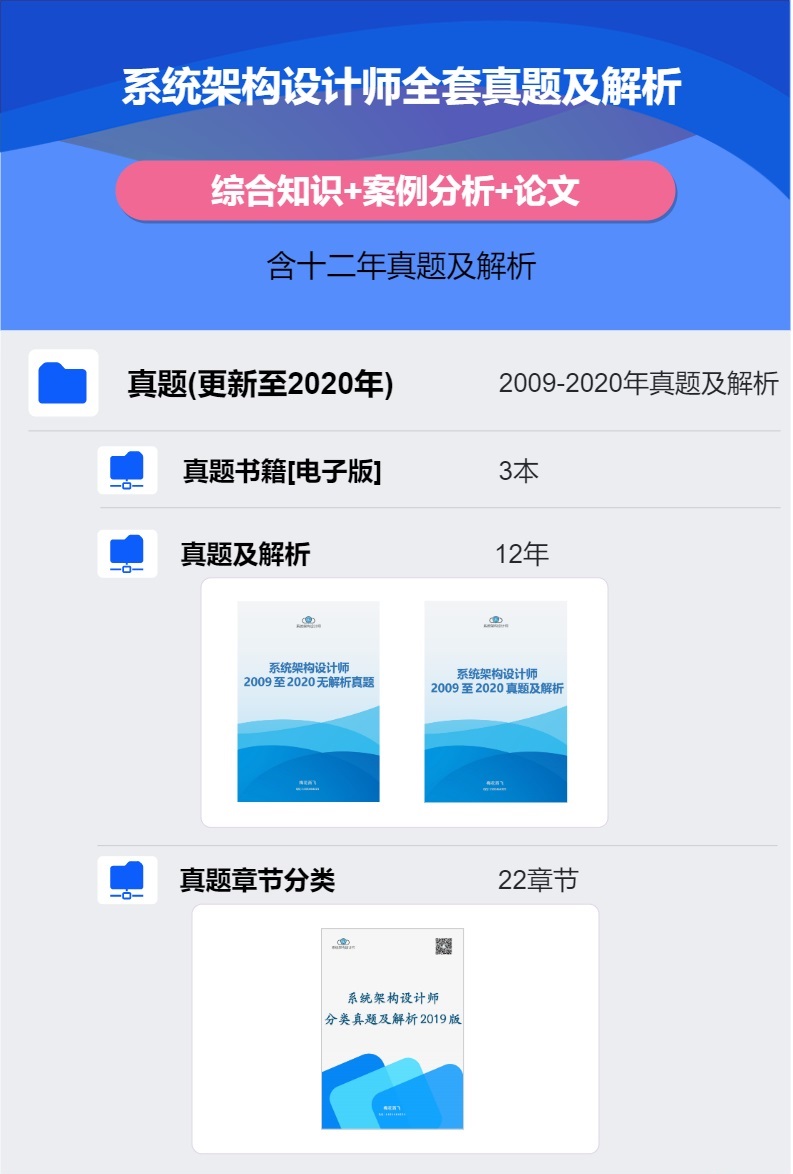 系统架构设计师全套真题及解析
综合知识+案例分析+论文
含十二年真题及解析
真题(更新至2020年)
2009-2020年真题及解析
真题书籍[电子版]
3本
真题及解析
12年
系统架构设计师
2009至2020无解析真题
系统架构设计师
2009至2020真题及解析
真题章节分类
22章节
系统架构设计师
分类真题及解析2019版